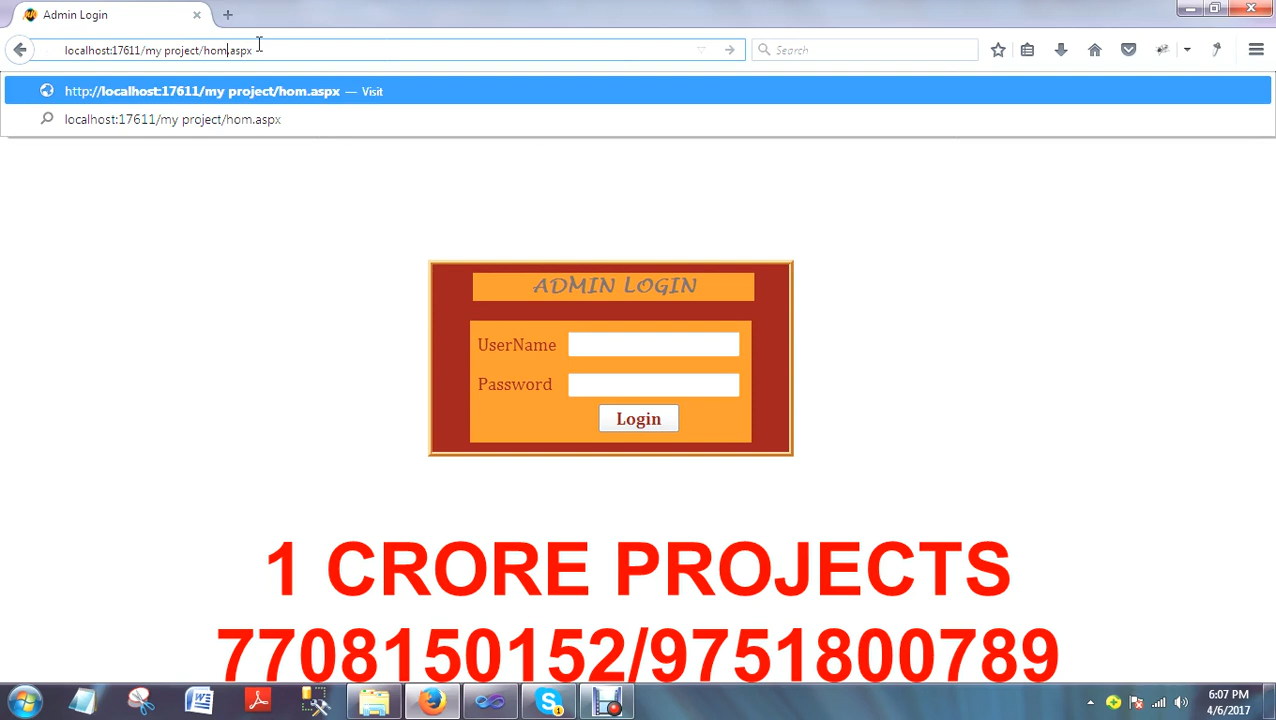 Admin Login
localhost:17611/my project/hom.aspx
Search
http://localhost:17611/my project/hom.aspx — Visit
localhost:17611/my project/hom.aspx
ADMIN LOGIN
UserName
Password
Login
1 CRORE PROJECTS
7708150152/9751800789
6:07 PM
4/6/2017